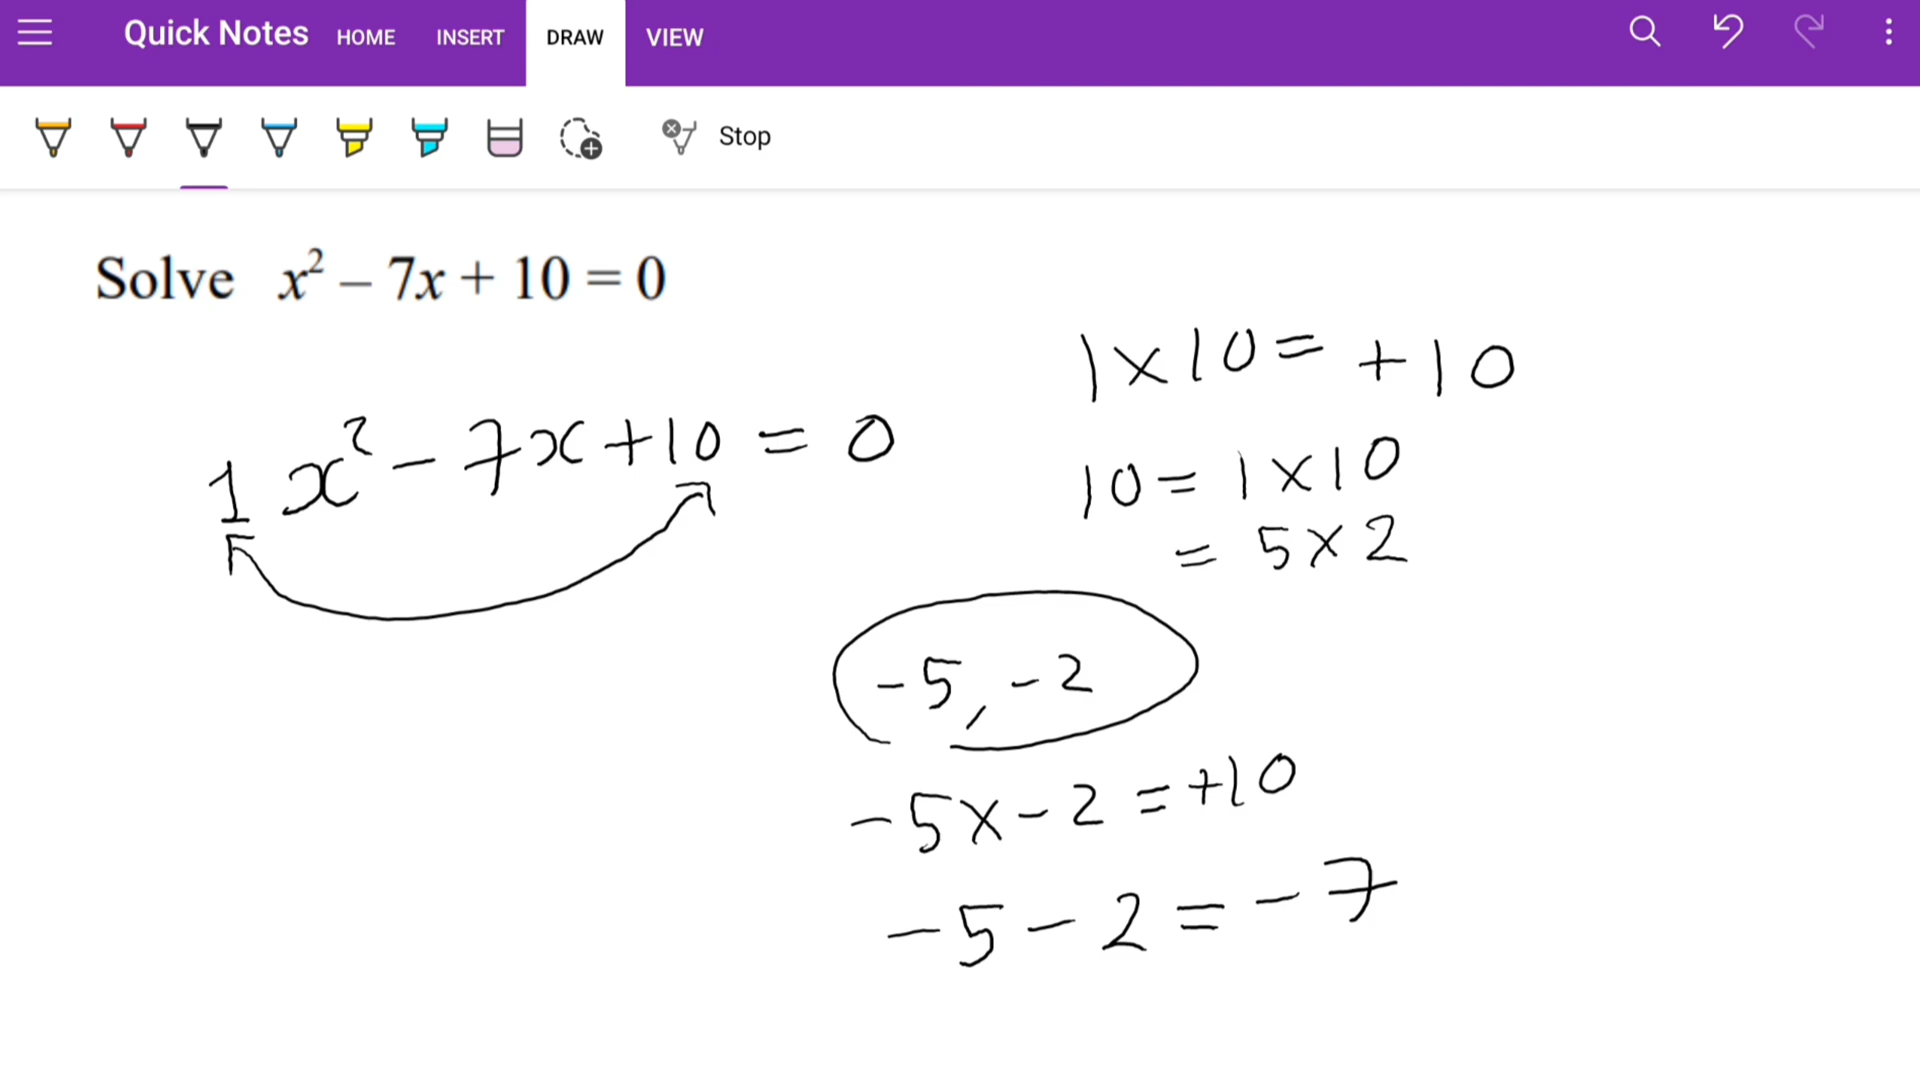 Quick Notes HOME INSERT DRAW VIEW
Stop
Solve x² – 7x + 10 = 0
1x² - 7x + 10 = 0
1 x 10 = + 10
10 = 1 x 10
= 5 x 2
-5, -2
-5 x -2 = +10
-5 - 2 = -7